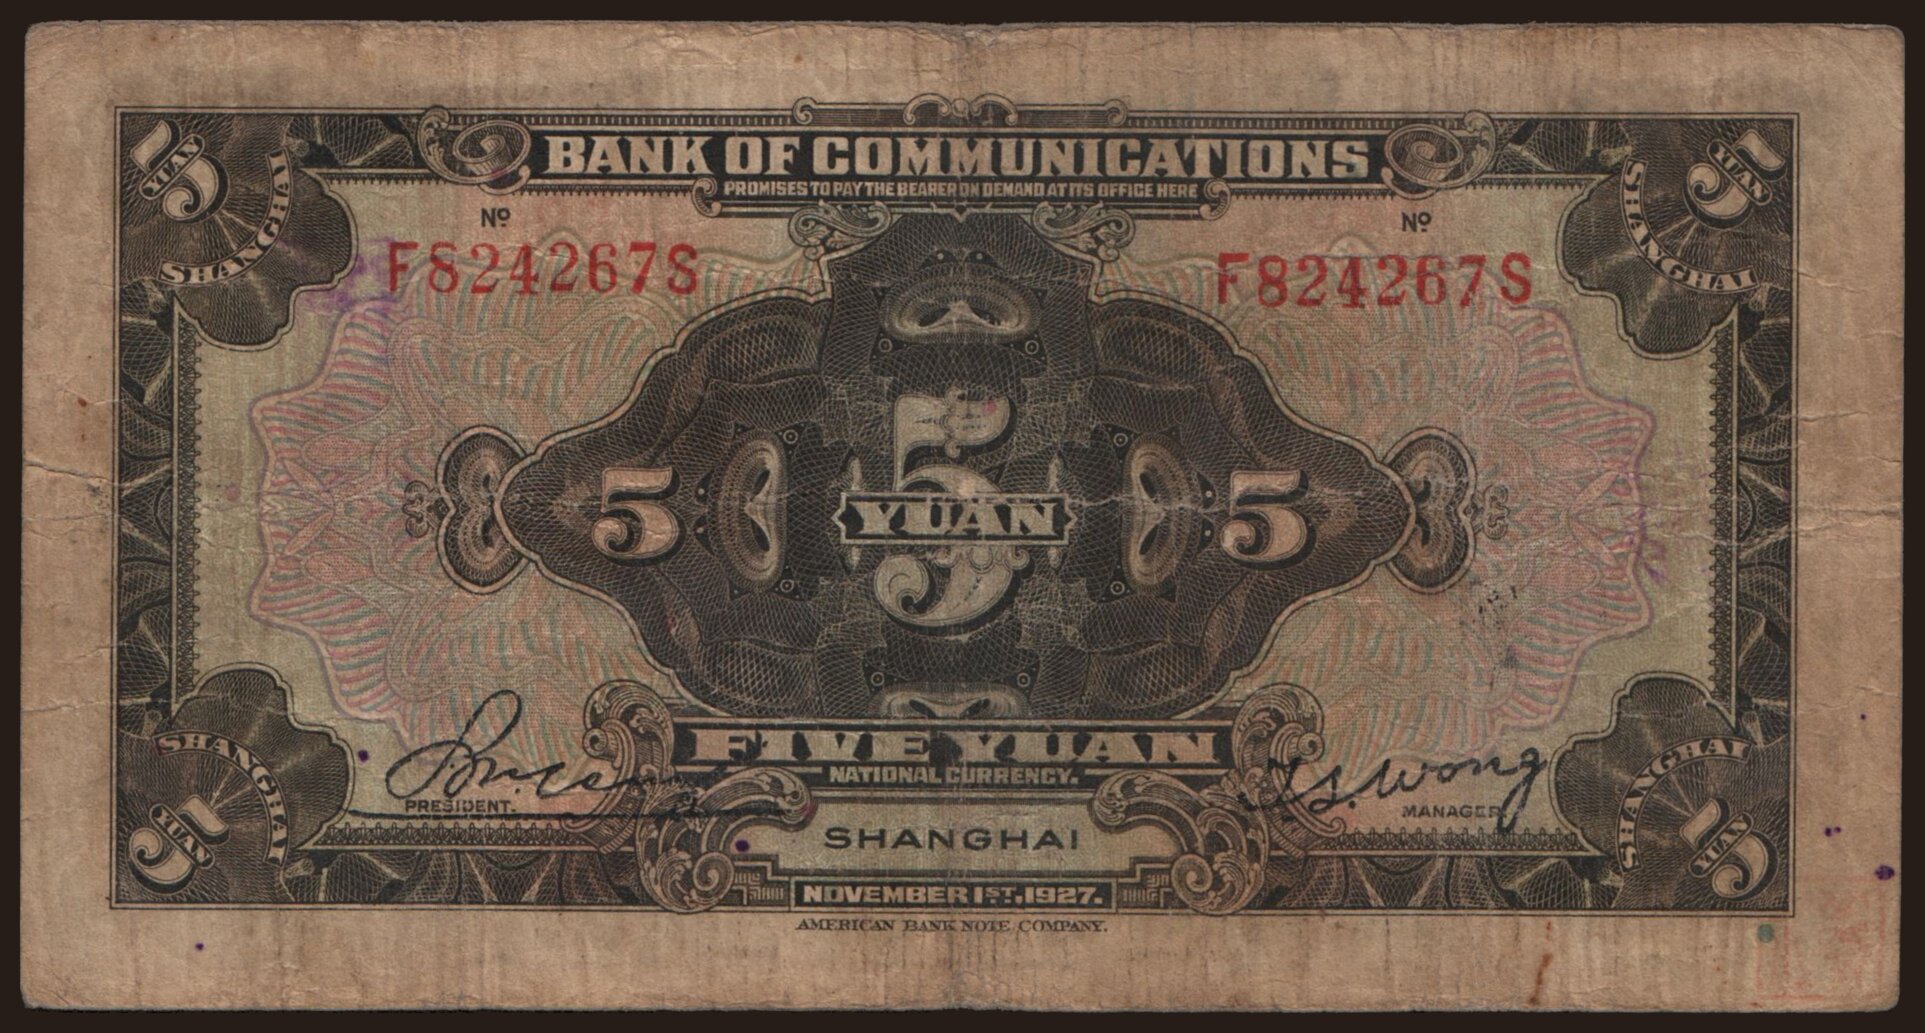 5 YUAN SHANGHAI
BANK OF COMMUNICATIONS
5 YUAN SHANGHAI
PROMISES TO PAY THE BEARER ON DEMAND AT ITS OFFICE HERE
Nº
Nº
F824267S
F824267S
5
5 YUAN
5
FIVE YUAN
NATIONAL CURRENCY.
PRESIDENT.
T.S. Wong
MANAGER
SHANGHAI
5 YUAN SHANGHAI
5 YUAN SHANGHAI
NOVEMBER 1ST, 1927.
AMERICAN BANK NOTE COMPANY.